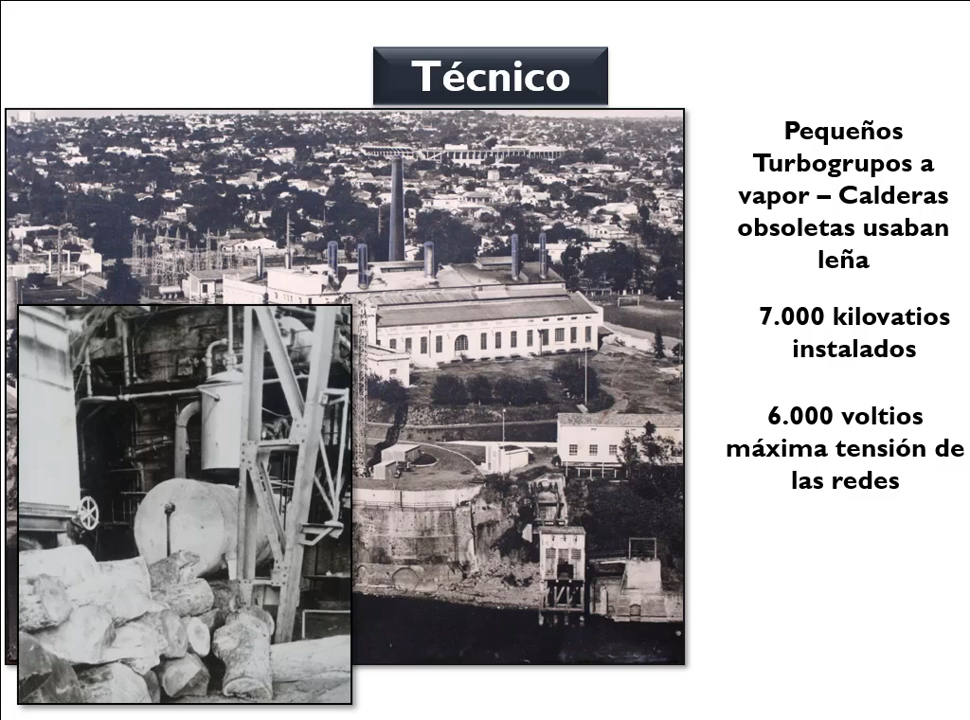 Técnico
Pequeños
Turbogrupos a
vapor – Calderas
obsoletas usaban
leña
7.000 kilovatios
instalados
6.000 voltios
máxima tensión de
las redes